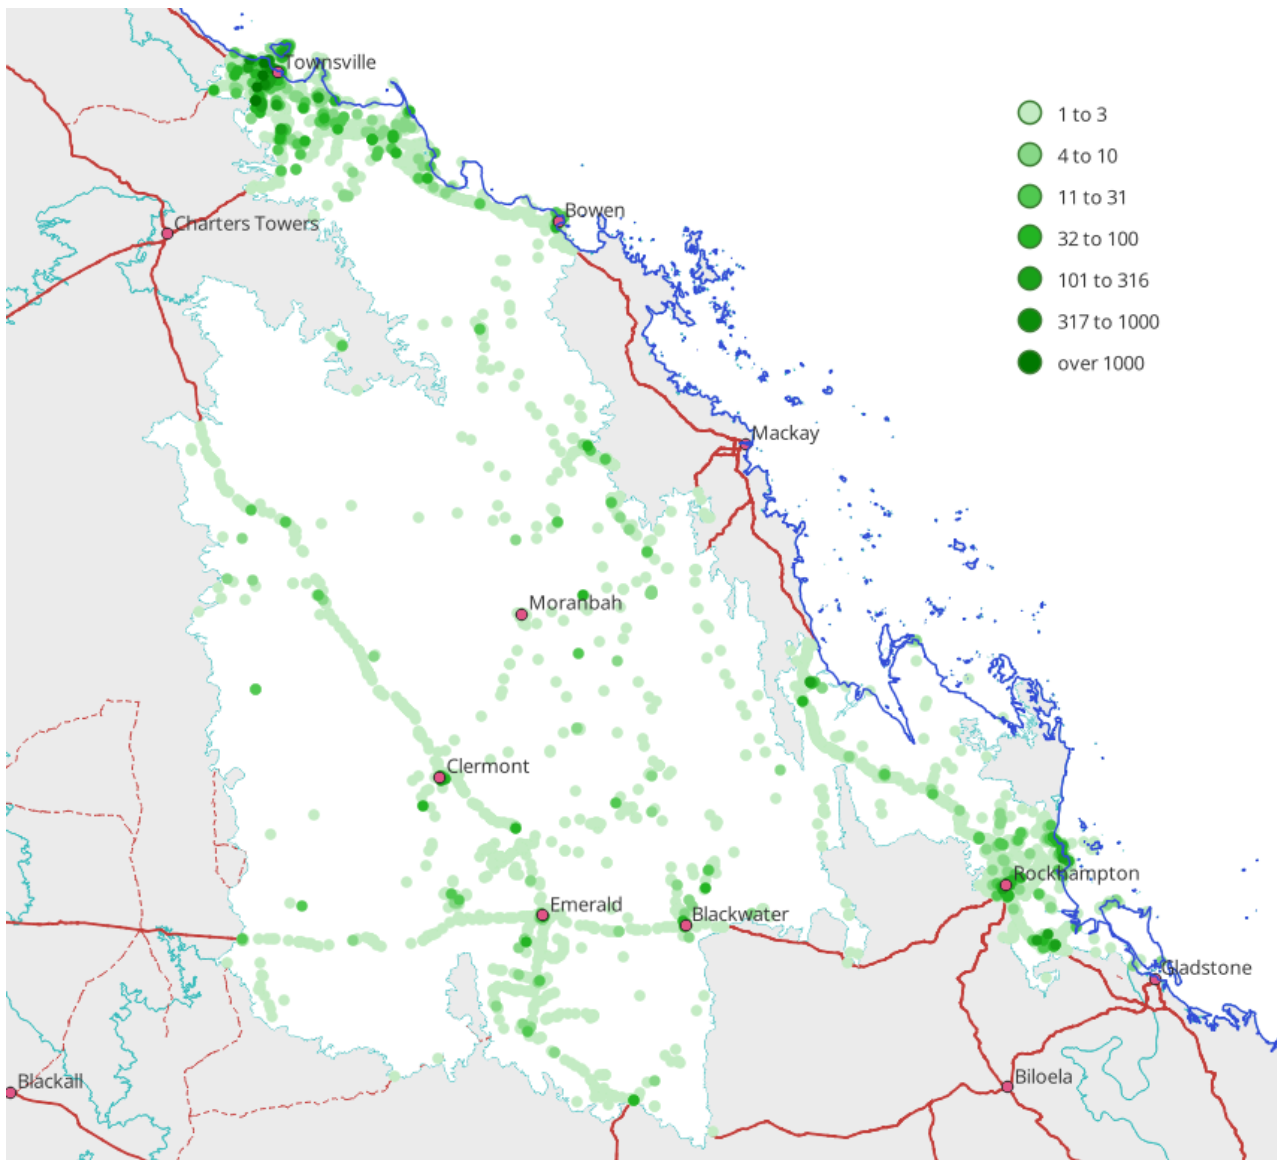 Townsville
1 to 3
4 to 10
11 to 31
Bowen
Charters Towers
32 to 100
101 to 316
317 to 1000
over 1000
Mackay
Moranbah
Clermont
Rockhampton
Emerald
Blackwater
Gladstone
Biloela
Blackall